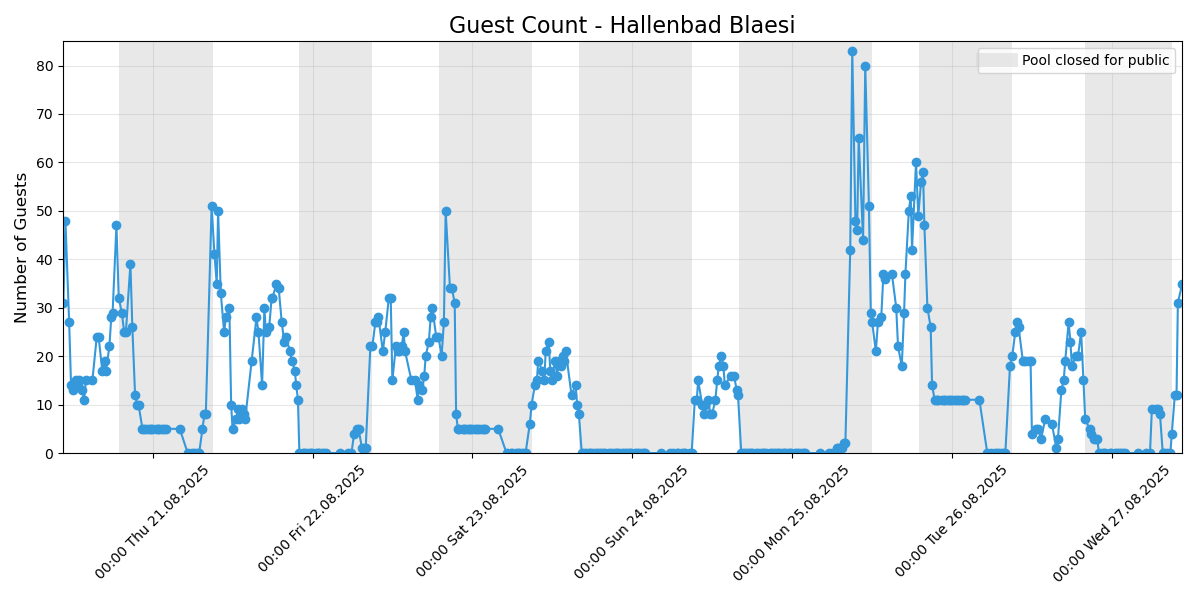 Guest Count - Hallenbad Blaesi
Pool closed for public
Number of Guests
80
70
60
50
40
30
20
10
0
00:00 Thu 21.08.2025
00:00 Fri 22.08.2025
00:00 Sat 23.08.2025
00:00 Sun 24.08.2025
00:00 Mon 25.08.2025
00:00 Tue 26.08.2025
00:00 Wed 27.08.2025